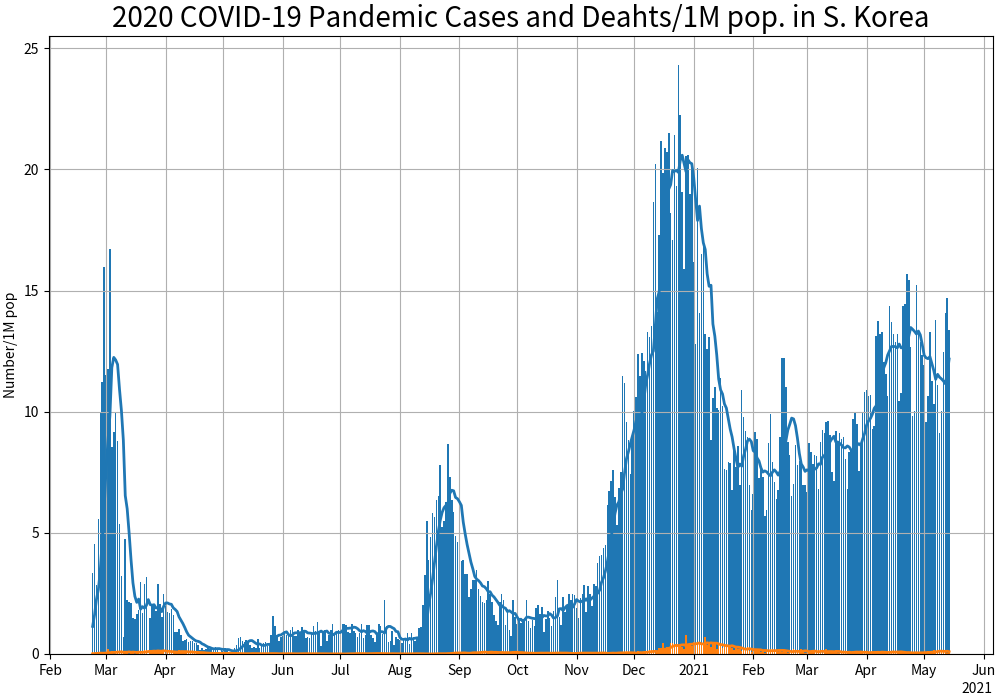 2020 COVID-19 Pandemic Cases and Deahts/1M pop. in S. Korea
25
20
15
10
5
0
Number/1M pop
Feb Mar Apr May Jun Jul Aug Sep Oct Nov Dec 2021 Feb Mar Apr May Jun
2021